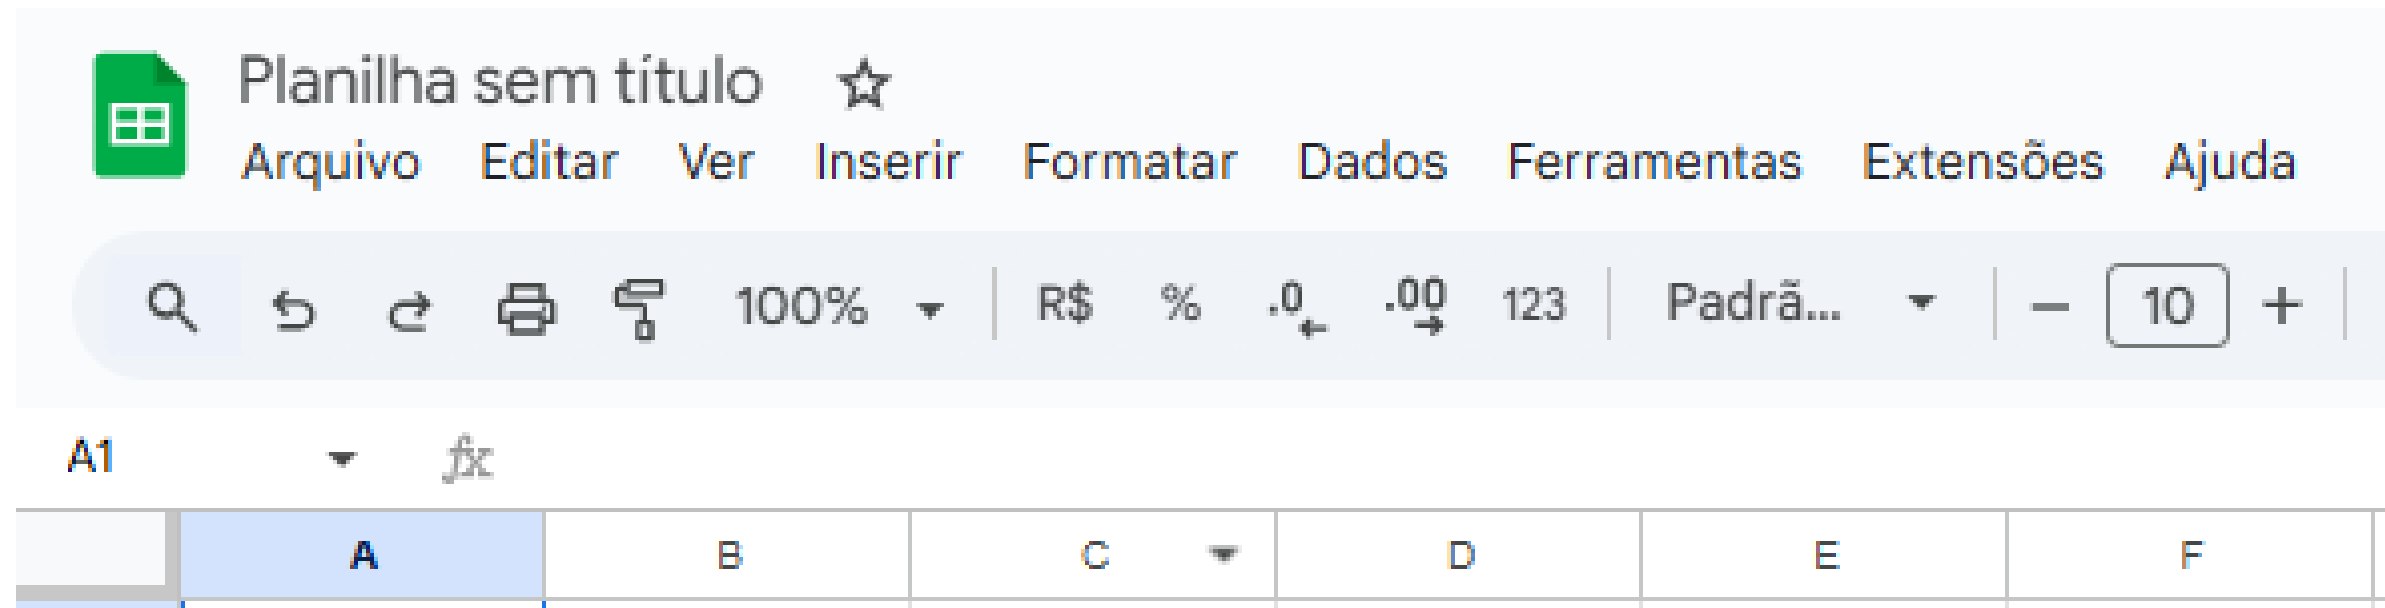 Planilha sem título
Arquivo Editar Ver Inserir Formatar Dados Ferramentas Extensões Ajuda
100% R$ % .0 .00 123 Padrã... 10
A1 fx
A B C D E F